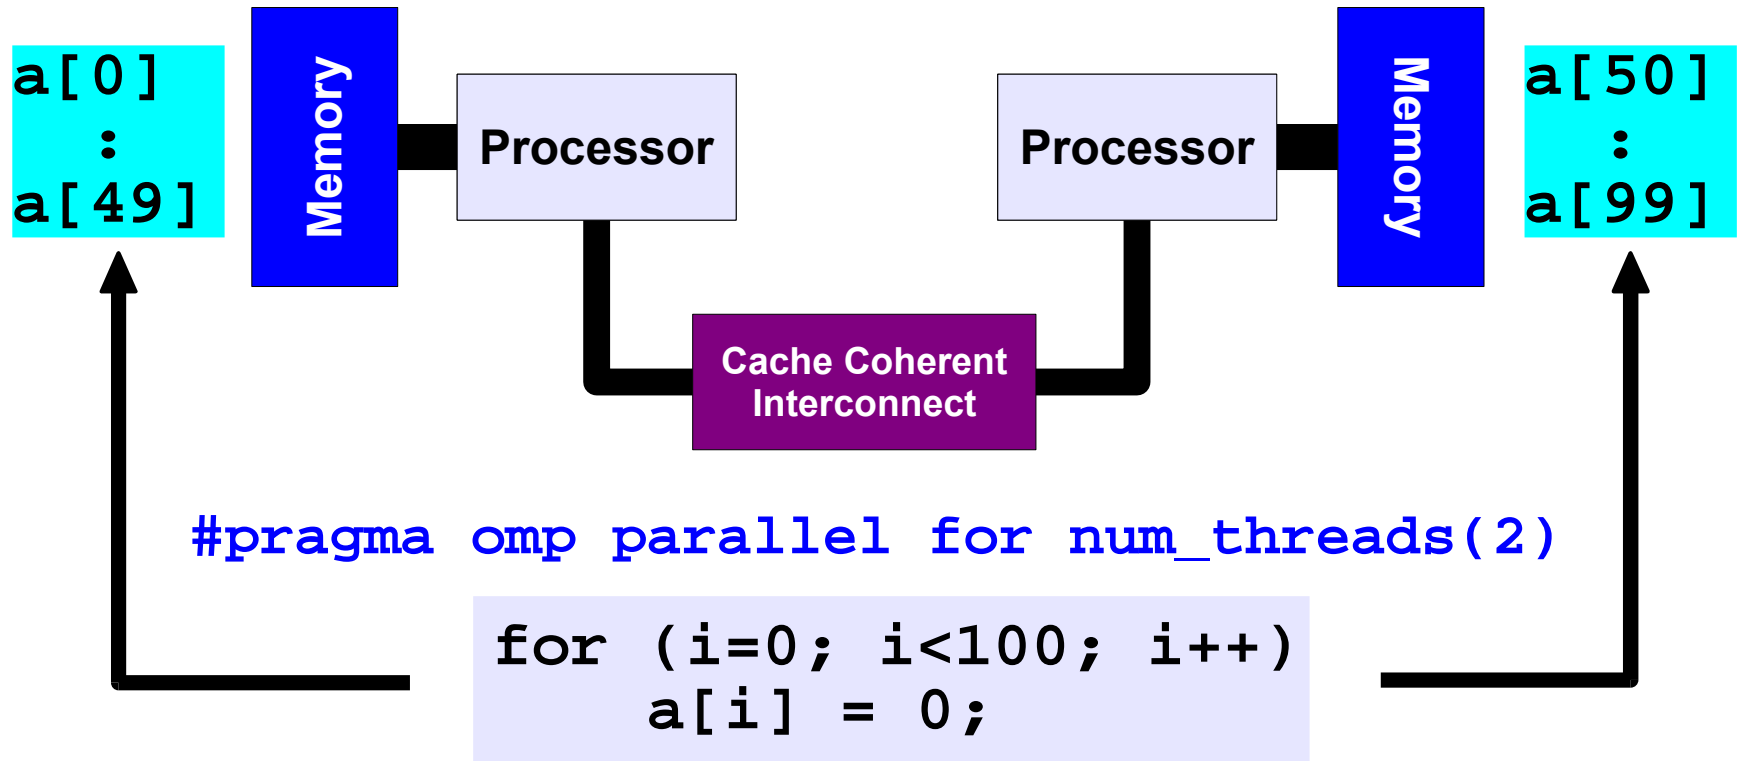 a[0]
:
a[49]
Memory
Processor
Processor
Memory
a[50]
:
a[99]
Cache Coherent
Interconnect
#pragma omp parallel for num_threads(2)
for (i=0; i<100; i++)
a[i] = 0;